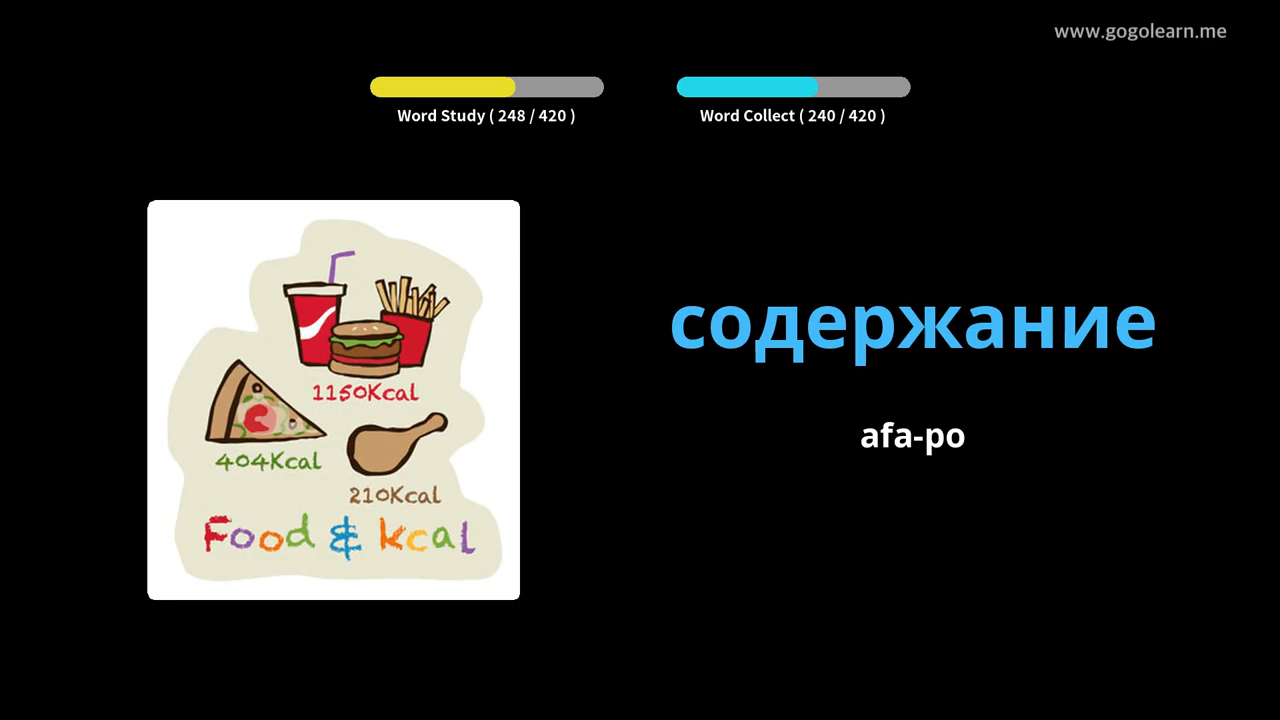 www.gogolearn.me
Word Study ( 248 / 420 )
Word Collect ( 240 / 420 )
1150Kcal
404Kcal
210Kcal
Food & kcal
содержание
afa-po